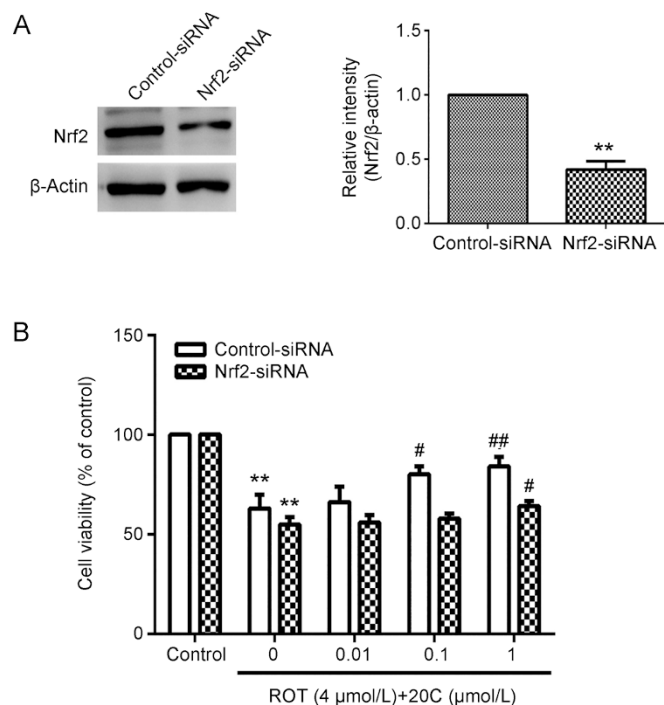 A
Control-siRNA
Nrf2-siRNA
Nrf2
β-Actin
Relative intensity
(Nrf2/β-actin)
1.0
0.5
0.0
**
Control-siRNA
Nrf2-siRNA
B
Cell viability (% of control)
150
100
50
0
Control-siRNA
Nrf2-siRNA
**
**
#
##
#
Control
0
0.01
0.1
1
ROT (4 μmol/L)+20C (μmol/L)